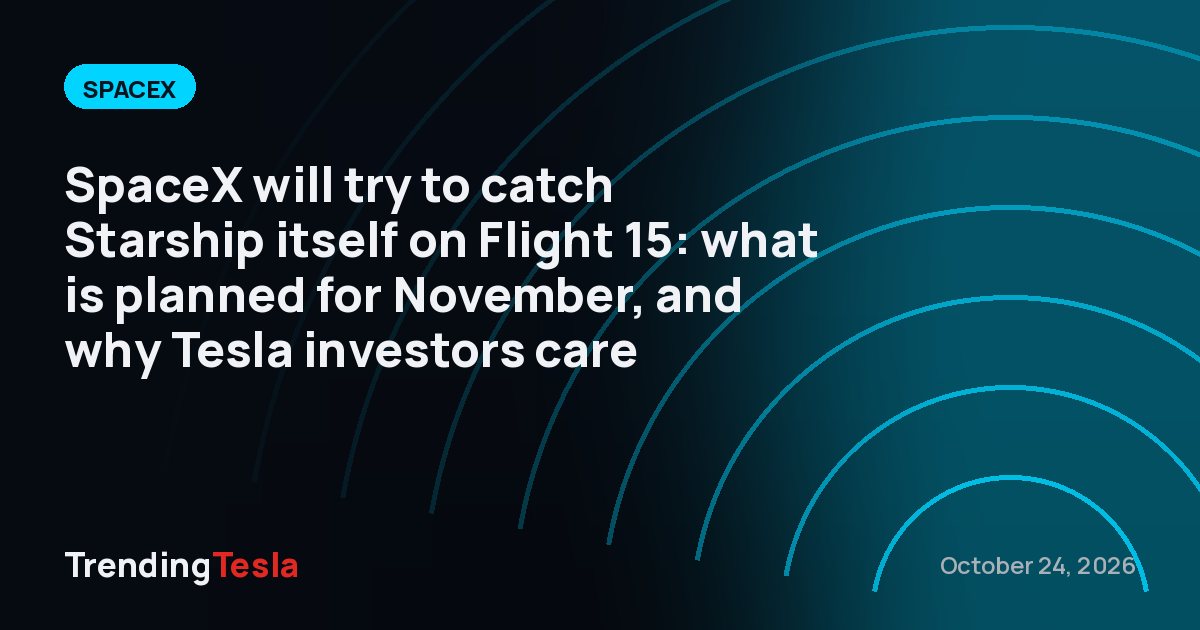 SPACEX
SpaceX will try to catch
Starship itself on Flight 15: what
is planned for November, and
why Tesla investors care
TrendingTesla
October 24, 2026